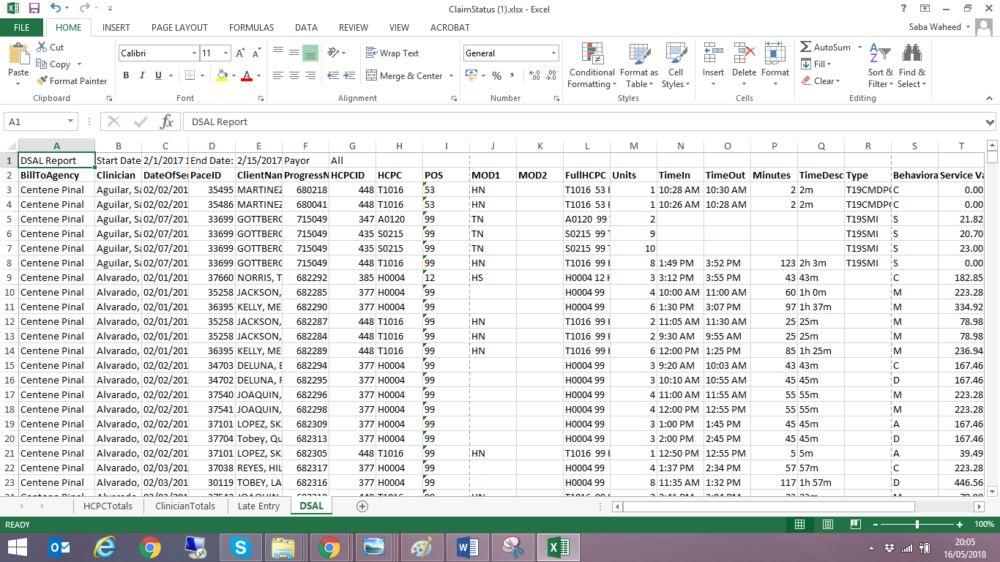 ClaimStatus (1).xlsx - Excel
FILE HOME INSERT PAGE LAYOUT FORMULAS DATA REVIEW VIEW ACROBAT Saba Waheed
Paste Cut Copy Format Painter
Calibri 11 Wrap Text Merge & Center General
Conditional Formatting Format as Table Cell Styles Insert Delete Format AutoSum Fill Clear Sort & Filter Find & Select
Clipboard Font Alignment Number Styles Cells Editing
A1 DSAL Report
A B C D E F G H I J K L M N O P Q R S T
1 DSAL Report Start Date 2/1/2017 1 End Date: 2/15/2017 Payor All
2 BillToAgency Clinician DateOfSe PaceID ClientNan ProgressN HCPCID HCPC POS MOD1 MOD2 FullHCPC Units TimeIn TimeOut Minutes TimeDesc Type Behaviora Service Va
3 Centene Pinal Aguilar, Sa 02/02/201 35495 MARTINEZ 680218 448 T1016 53 HN T1016 53 H 1 10:28 AM 10:30 AM 2 2m T19CMDP C 0.00
4 Centene Pinal Aguilar, Sa 02/02/201 35486 MARTINEZ 680041 448 T1016 53 HN T1016 53 H 1 10:26 AM 10:28 AM 2 2m T19CMDP C 0.00
5 Centene Pinal Aguilar, Sa 02/07/201 33699 GOTTBERG 715049 347 A0120 99 TN A0120 99 T 2 T19SMI S 21.82
6 Centene Pinal Aguilar, Sa 02/07/201 33699 GOTTBERG 715049 435 S0215 99 TN S0215 99 T 9 T19SMI S 20.70
7 Centene Pinal Aguilar, Sa 02/07/201 33699 GOTTBERG 715049 435 S0215 99 TN S0215 99 T 10 T19SMI S 23.00
8 Centene Pinal Aguilar, Sa 02/07/201 33699 GOTTBERG 715049 448 T1016 99 HN T1016 99 H 8 1:49 PM 3:52 PM 123 2h 3m T19SMI S 0.00
9 Centene Pinal Alvarado, 02/01/201 37660 NORRIS, T 682292 385 H0004 12 HS H0004 12 H 3 3:12 PM 3:55 PM 43 43m C 182.85
10 Centene Pinal Alvarado, 02/01/201 35258 JACKSON, 682285 377 H0004 99 H0004 99 4 10:00 AM 11:00 AM 60 1h 0m M 223.28
11 Centene Pinal Alvarado, 02/01/201 36395 KELLY, ME 682290 377 H0004 99 H0004 99 6 1:30 PM 3:07 PM 97 1h 37m M 334.92
12 Centene Pinal Alvarado, 02/01/201 35258 JACKSON, 682287 448 T1016 99 HN T1016 99 H 2 11:05 AM 11:30 AM 25 25m M 78.98
13 Centene Pinal Alvarado, 02/01/201 35258 JACKSON, 682284 448 T1016 99 HN T1016 99 H 2 9:30 AM 9:55 AM 25 25m M 78.98
14 Centene Pinal Alvarado, 02/01/201 36395 KELLY, ME 682289 448 T1016 99 HN T1016 99 H 6 12:00 PM 1:25 PM 85 1h 25m M 236.94
15 Centene Pinal Alvarado, 02/02/201 34703 DELUNA, E 682294 377 H0004 99 H0004 99 3 9:20 AM 10:03 AM 43 43m C 167.46
16 Centene Pinal Alvarado, 02/02/201 34702 DELUNA, F 682295 377 H0004 99 H0004 99 3 10:10 AM 10:55 AM 45 45m D 167.46
17 Centene Pinal Alvarado, 02/02/201 37540 JOAQUIN, 682296 377 H0004 99 H0004 99 4 11:00 AM 11:55 AM 55 55m M 223.28
18 Centene Pinal Alvarado, 02/02/201 37541 JOAQUIN, 682298 377 H0004 99 H0004 99 4 12:00 PM 12:55 PM 55 55m M 223.28
19 Centene Pinal Alvarado, 02/02/201 37101 LOPEZ, SK 682309 377 H0004 99 H0004 99 3 1:00 PM 1:45 PM 45 45m A 167.46
20 Centene Pinal Alvarado, 02/02/201 37704 Tobey, Qu 682313 377 H0004 99 H0004 99 3 2:00 PM 2:45 PM 45 45m D 167.46
21 Centene Pinal Alvarado, 02/02/201 37101 LOPEZ, SK 682305 448 T1016 99 HN T1016 99 H 1 12:50 PM 12:55 PM 5 5m A 39.49
22 Centene Pinal Alvarado, 02/03/201 37038 REYES, HIL 682317 377 H0004 99 H0004 99 4 1:37 PM 2:34 PM 57 57m C 223.28
23 Centene Pinal Alvarado, 02/03/201 30119 TOBEY, LA 682316 377 H0004 99 H0004 99 8 11:35 AM 1:32 PM 117 1h 57m D 446.56
HCPCTotals ClinicianTotals Late Entry DSAL
READY 100%
20:05
16/05/2018